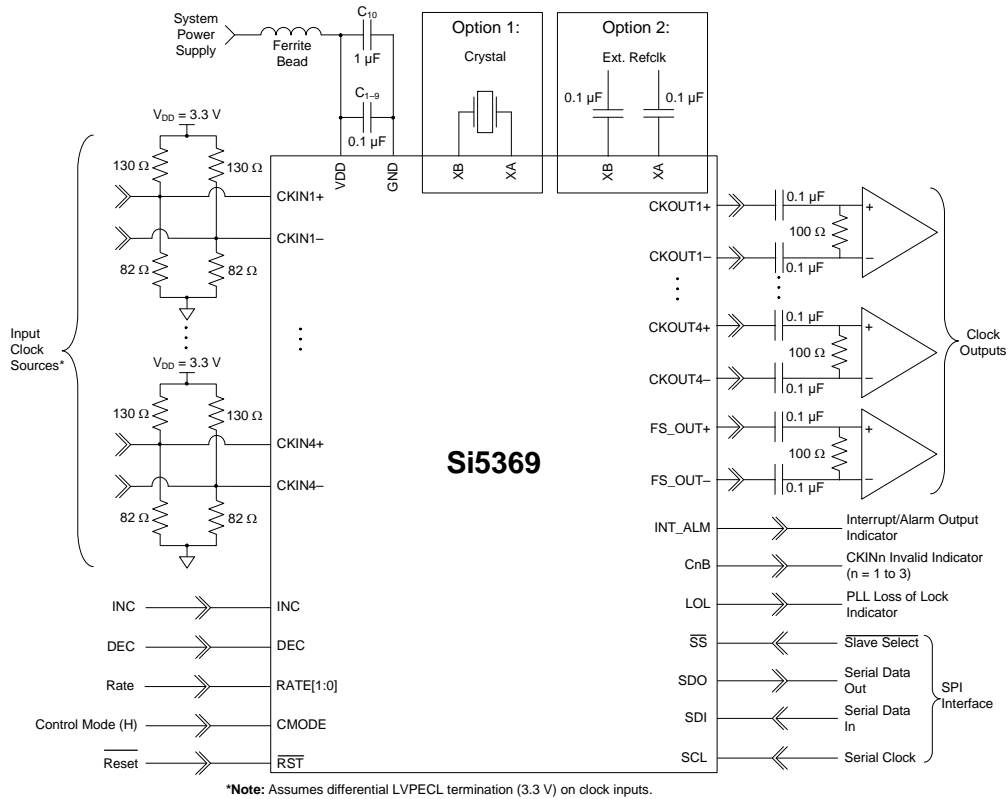 System
Power
Supply
Ferrite
Bead
C10
1 µF
C1–9
0.1 µF
VDD
GND
Option 1:
Crystal
XB
XA
Option 2:
Ext. Refclk
0.1 µF
0.1 µF
XB
XA
VDD = 3.3 V
130 Ω
130 Ω
CKIN1+
CKIN1–
82 Ω
82 Ω
Input
Clock
Sources*
VDD = 3.3 V
130 Ω
130 Ω
CKIN4+
CKIN4–
82 Ω
82 Ω
INC
INC
DEC
DEC
Rate
RATE[1:0]
Control Mode (H)
CMODE
Reset
RST
Si5369
CKOUT1+
0.1 µF
+
100 Ω
CKOUT1–
0.1 µF
–
CKOUT4+
0.1 µF
+
100 Ω
CKOUT4–
0.1 µF
–
FS_OUT+
0.1 µF
+
100 Ω
FS_OUT–
0.1 µF
–
Clock
Outputs
INT_ALM
Interrupt/Alarm Output
Indicator
CnB
CKINn Invalid Indicator
(n = 1 to 3)
LOL
PLL Loss of Lock
Indicator
SS
Slave Select
SDO
Serial Data
Out
SDI
Serial Data
In
SCL
Serial Clock
SPI
Interface
*Note: Assumes differential LVPECL termination (3.3 V) on clock inputs.